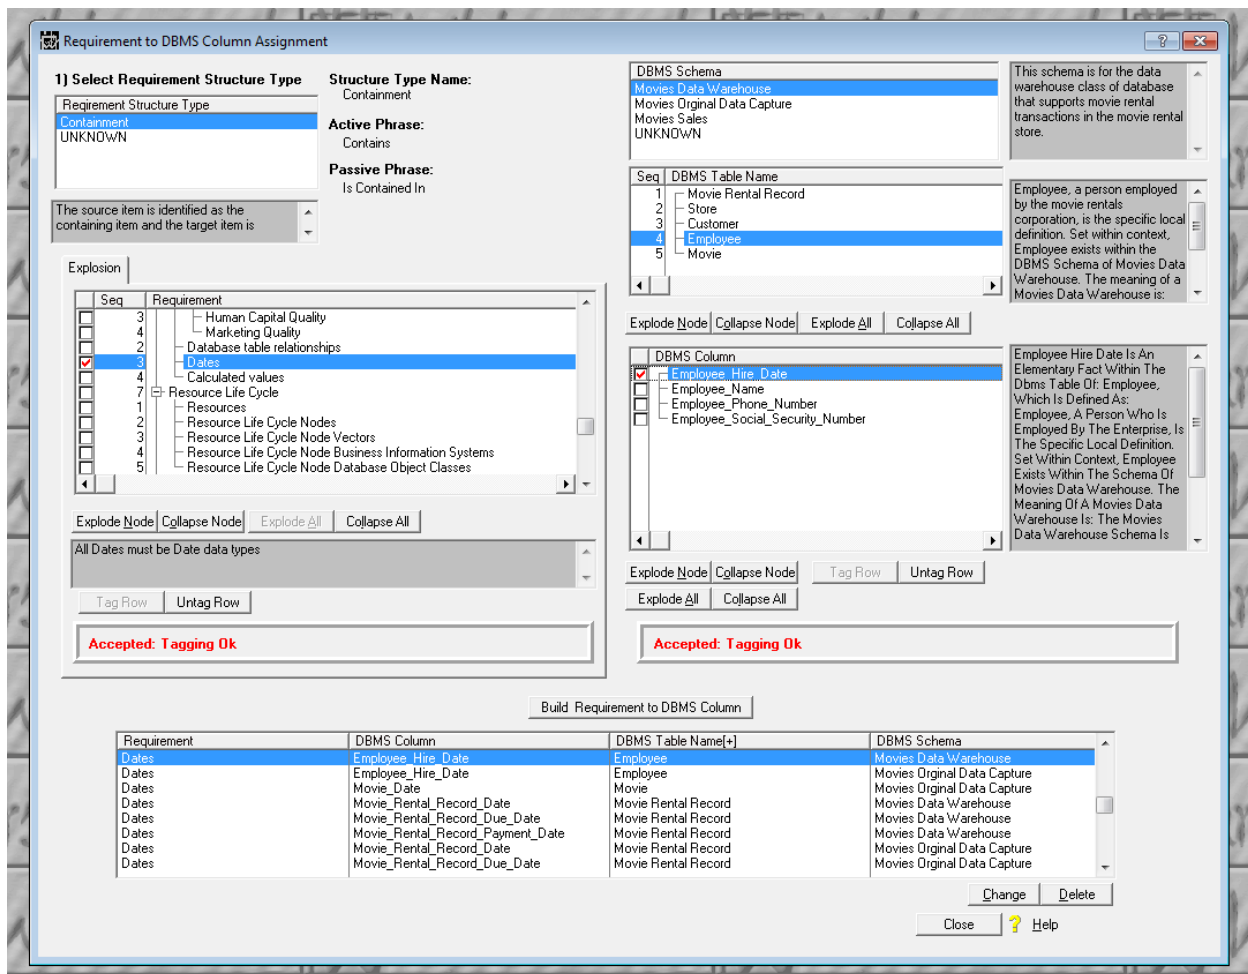 Requirement to DBMS Column Assignment
1) Select Requirement Structure Type
Reqirement Structure Type
Containment
UNKNOWN
The source item is identified as the
containing item and the target item is
Structure Type Name:
Containment
Active Phrase:
Contains
Passive Phrase:
Is Contained In
Explosion
Seq Requirement
3 Human Capital Quality
4 Marketing Quality
2 Database table relationships
3 Dates
4 Calculated values
7 Resource Life Cycle
1 Resources
2 Resource Life Cycle Nodes
3 Resource Life Cycle Node Vectors
4 Resource Life Cycle Node Business Information Systems
5 Resource Life Cycle Node Database Object Classes
Explode Node Collapse Node Explode All Collapse All
All Dates must be Date data types
Tag Row Untag Row
Accepted: Tagging Ok
DBMS Schema
Movies Data Warehouse
Movies Orginal Data Capture
Movies Sales
UNKNOWN
This schema is for the data
warehouse class of database
that supports movie rental
transactions in the movie rental
store.
Seq DBMS Table Name
1 Movie Rental Record
2 Store
3 Customer
4 Employee
5 Movie
Employee, a person employed
by the movie rentals
corporation, is the specific local
definition. Set within context,
Employee exists within the
DBMS Schema of Movies Data
Warehouse. The meaning of a
Movies Data Warehouse is:
Explode Node Collapse Node Explode All Collapse All
DBMS Column
Employee_Hire_Date
Employee_Name
Employee_Phone_Number
Employee_Social_Security_Number
Employee Hire Date Is An
Elementary Fact Within The
Dbms Table Of: Employee,
Which Is Defined As:
Employee, A Person Who Is
Employed By The Enterprise, Is
The Specific Local Definition.
Set Within Context, Employee
Exists Within The Schema Of
Movies Data Warehouse. The
Meaning Of A Movies Data
Warehouse Is: The Movies
Data Warehouse Schema Is
Explode Node Collapse Node Tag Row Untag Row
Explode All Collapse All
Accepted: Tagging Ok
Build Requirement to DBMS Column
Requirement DBMS Column DBMS Table Name[+] DBMS Schema
Dates Employee_Hire_Date Employee Movies Data Warehouse
Dates Employee_Hire_Date Employee Movies Orginal Data Capture
Dates Movie_Date Movie Movies Orginal Data Capture
Dates Movie_Rental_Record_Date Movie Rental Record Movies Data Warehouse
Dates Movie_Rental_Record_Due_Date Movie Rental Record Movies Data Warehouse
Dates Movie_Rental_Record_Payment_Date Movie Rental Record Movies Data Warehouse
Dates Movie_Rental_Record_Date Movie Rental Record Movies Orginal Data Capture
Dates Movie_Rental_Record_Due_Date Movie Rental Record Movies Orginal Data Capture
Change Delete
Close ? Help